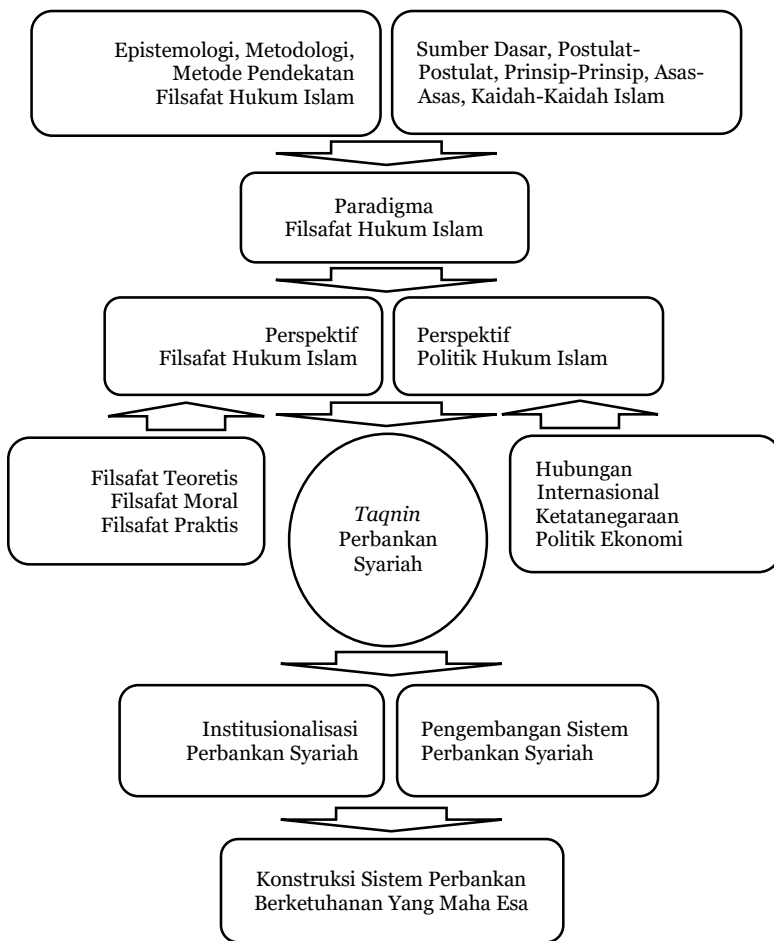 Epistemologi, Metodologi,
Metode Pendekatan
Filsafat Hukum Islam
Sumber Dasar, Postulat-
Postulat, Prinsip-Prinsip, Asas-
Asas, Kaidah-Kaidah Islam
Paradigma
Filsafat Hukum Islam
Perspektif
Filsafat Hukum Islam
Perspektif
Politik Hukum Islam
Filsafat Teoretis
Filsafat Moral
Filsafat Praktis
Taqnin
Perbankan
Syariah
Hubungan
Internasional
Ketatanegaraan
Politik Ekonomi
Institusionalisasi
Perbankan Syariah
Pengembangan Sistem
Perbankan Syariah
Konstruksi Sistem Perbankan
Berketuhanan Yang Maha Esa